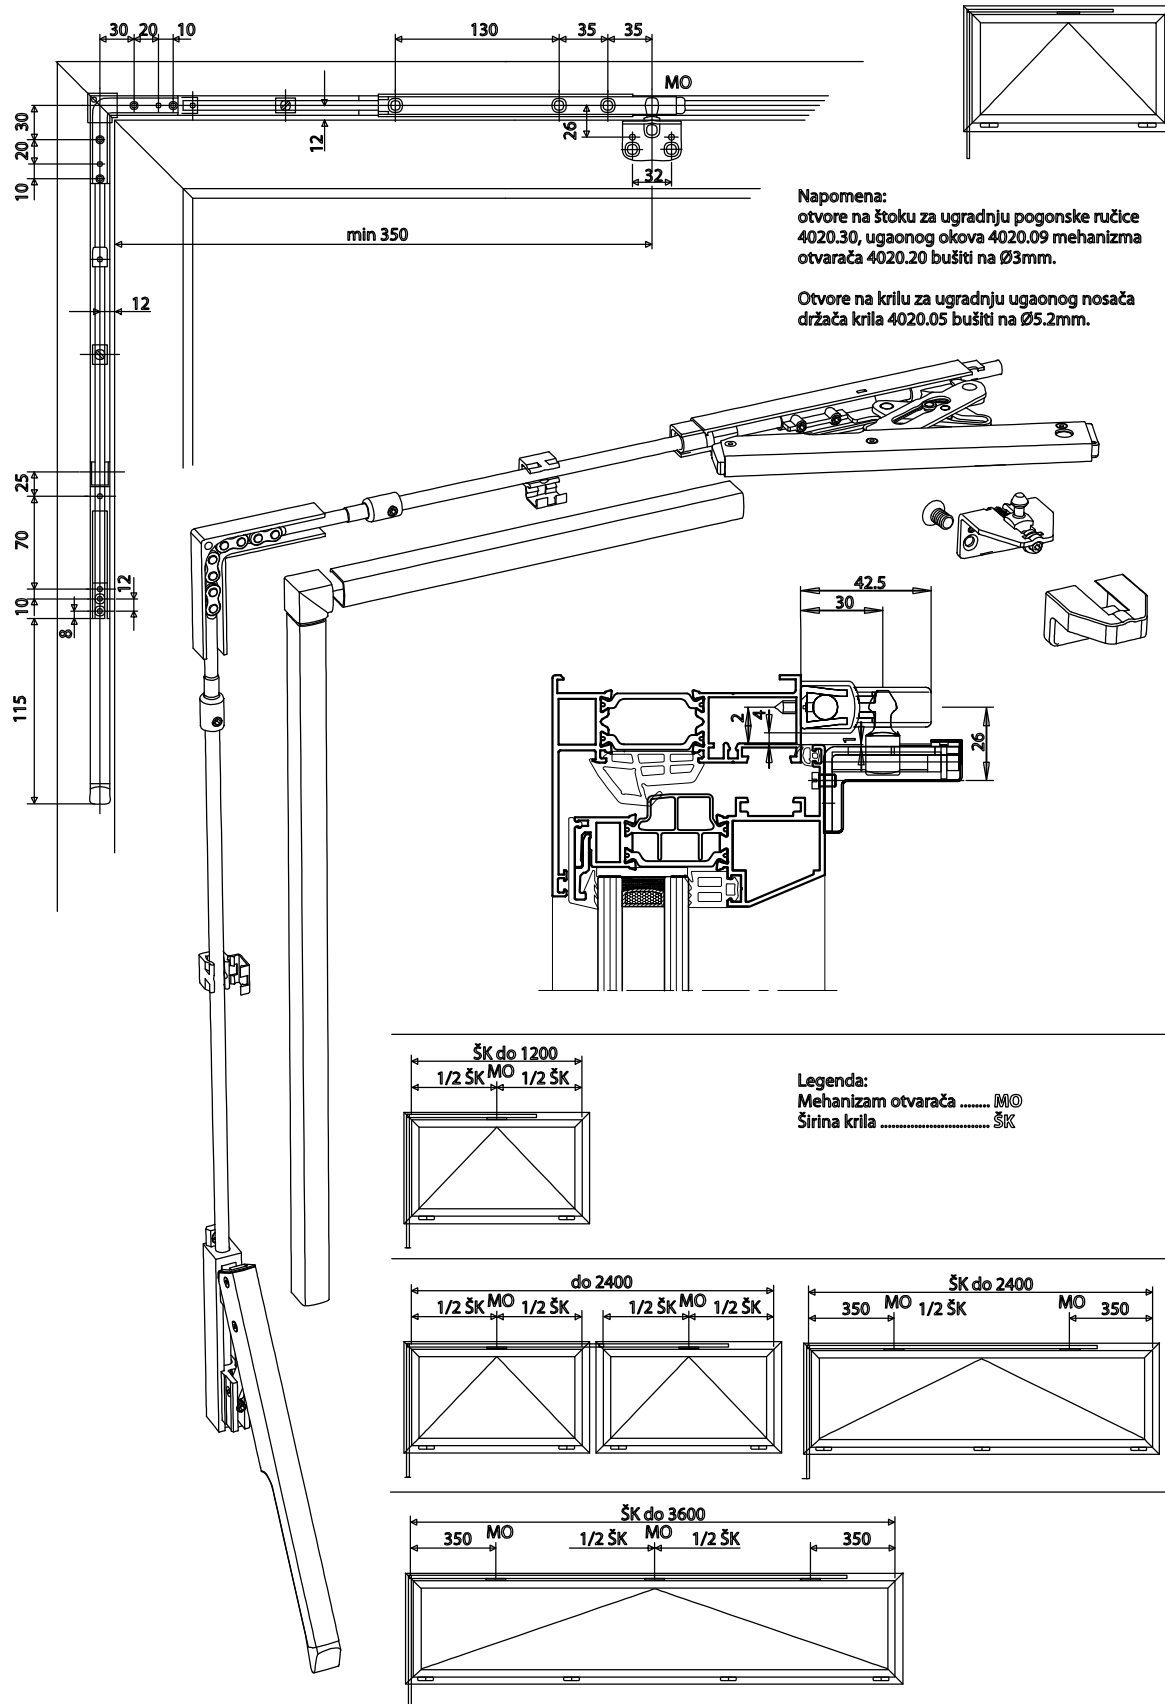 30 20 10
130 35 35
MO
30
20
10
12
26
32
min 350
12
25
70
12
10
8
115
Napomena:
otvore na štoku za ugradnju pogonske ručice
4020.30, ugaonog okova 4020.09 mehanizma
otvarača 4020.20 bušiti na Ø3mm.
Otvore na krilu za ugradnju ugaonog nosača
držača krila 4020.05 bušiti na Ø5.2mm.
42.5
30
2
4
1
26
ŠK do 1200
1/2 ŠK MO 1/2 ŠK
Legenda:
Mehanizam otvarača ....... MO
Širina krila ............................ ŠK
do 2400
1/2 ŠK MO 1/2 ŠK 1/2 ŠK MO 1/2 ŠK
ŠK do 2400
350 MO 1/2 ŠK MO 350
ŠK do 3600
350 MO 1/2 ŠK MO 1/2 ŠK 350